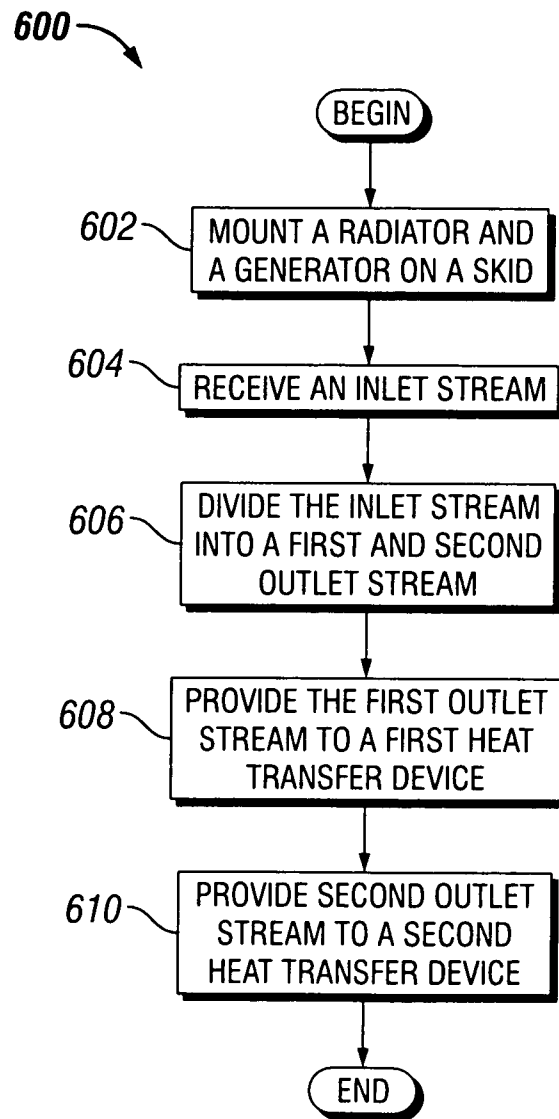 600
BEGIN
602
MOUNT A RADIATOR AND
A GENERATOR ON A SKID
604
RECEIVE AN INLET STREAM
606
DIVIDE THE INLET STREAM
INTO A FIRST AND SECOND
OUTLET STREAM
608
PROVIDE THE FIRST OUTLET
STREAM TO A FIRST HEAT
TRANSFER DEVICE
610
PROVIDE SECOND OUTLET
STREAM TO A SECOND
HEAT TRANSFER DEVICE
END